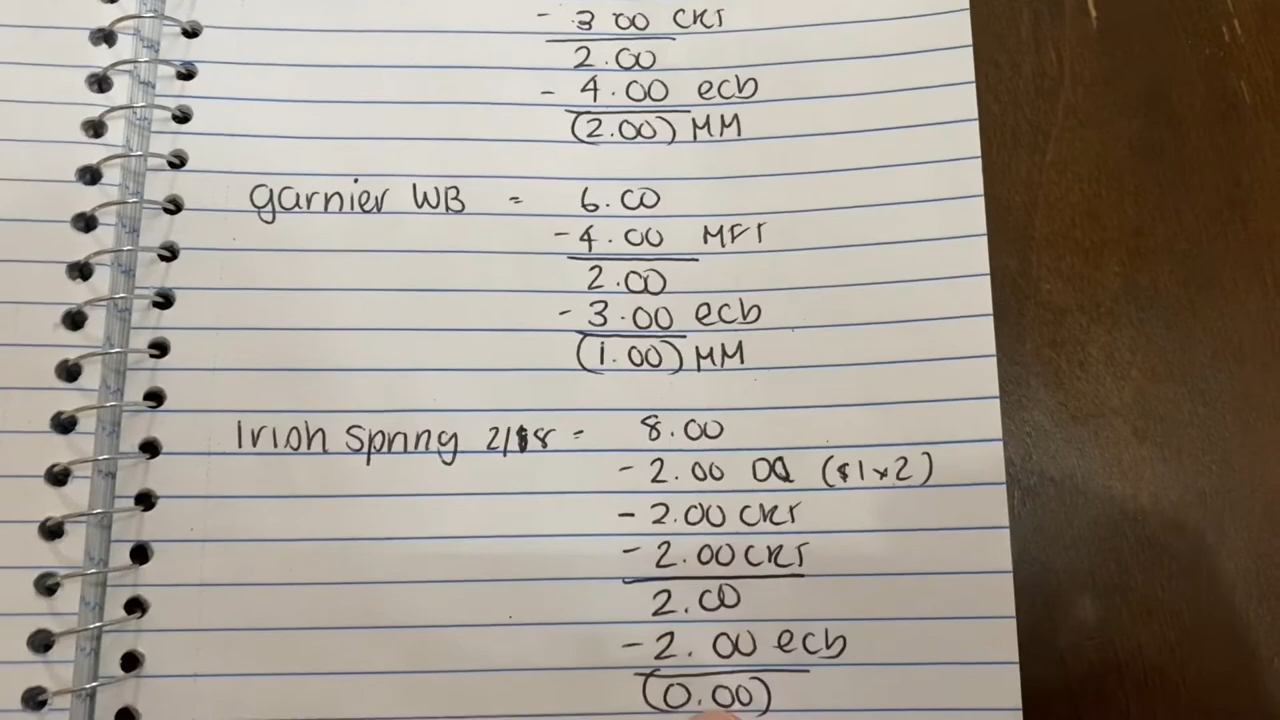 - 3 00 CRT
2.00
- 4.00 ecb
(2.00) MM
garnier WB = 6.00
- 4.00 MFT
2.00
- 3.00 ecb
(1.00) MM
Irish Spring 2/18 = 8.00
- 2.00 DQ ($1x2)
- 2.00 CRT
- 2.00 CRT
2.00
- 2.00 ecb
(0.00)